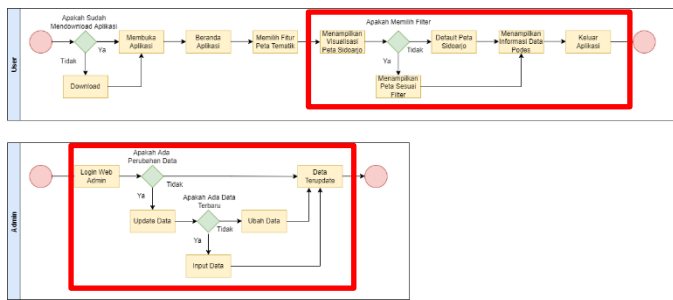 User
Apakah Sudah
Mendownload Aplikasi
Ya
Tidak
Download
Membuka
Aplikasi
Beranda
Aplikasi
Memilih Fitur
Peta Tematik
Menampilkan
Visualisasi
Peta Sidoarjo
Apakah Memilih Filter
Tidak
Ya
Default Peta
Sidoarjo
Menampilkan
Peta Sesuai
Filter
Menampilkan
Informasi Data
Podes
Keluar
Aplikasi
Admin
Login Web
Admin
Apakah Ada
Perubahan Data
Tidak
Ya
Update Data
Apakah Ada Data
Terbaru
Tidak
Ya
Ubah Data
Input Data
Data
Terupdate